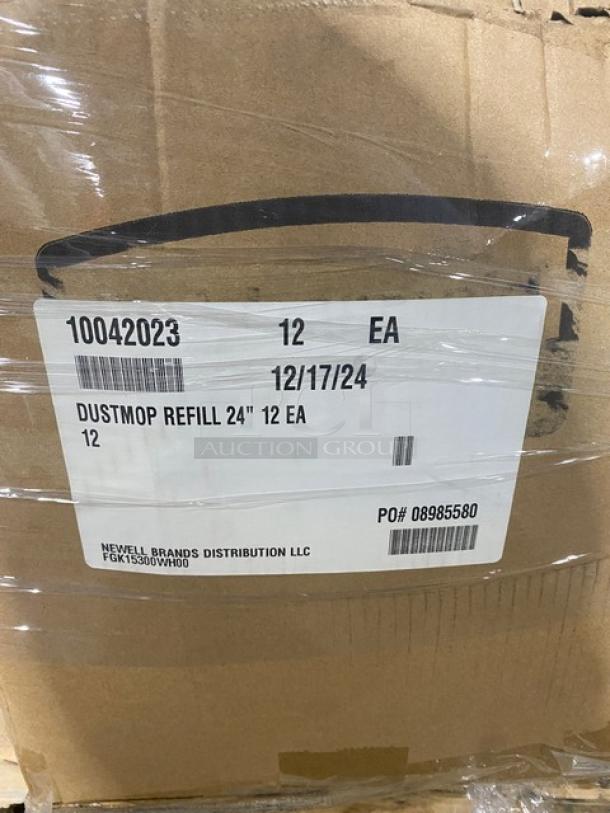 10042023 12 EA
12/17/24
DUSTMOP REFILL 24" 12 EA
12
AUCTION GROUP
PO# 08985580
NEWELL BRANDS DISTRIBUTION LLC
FGK15300WH00